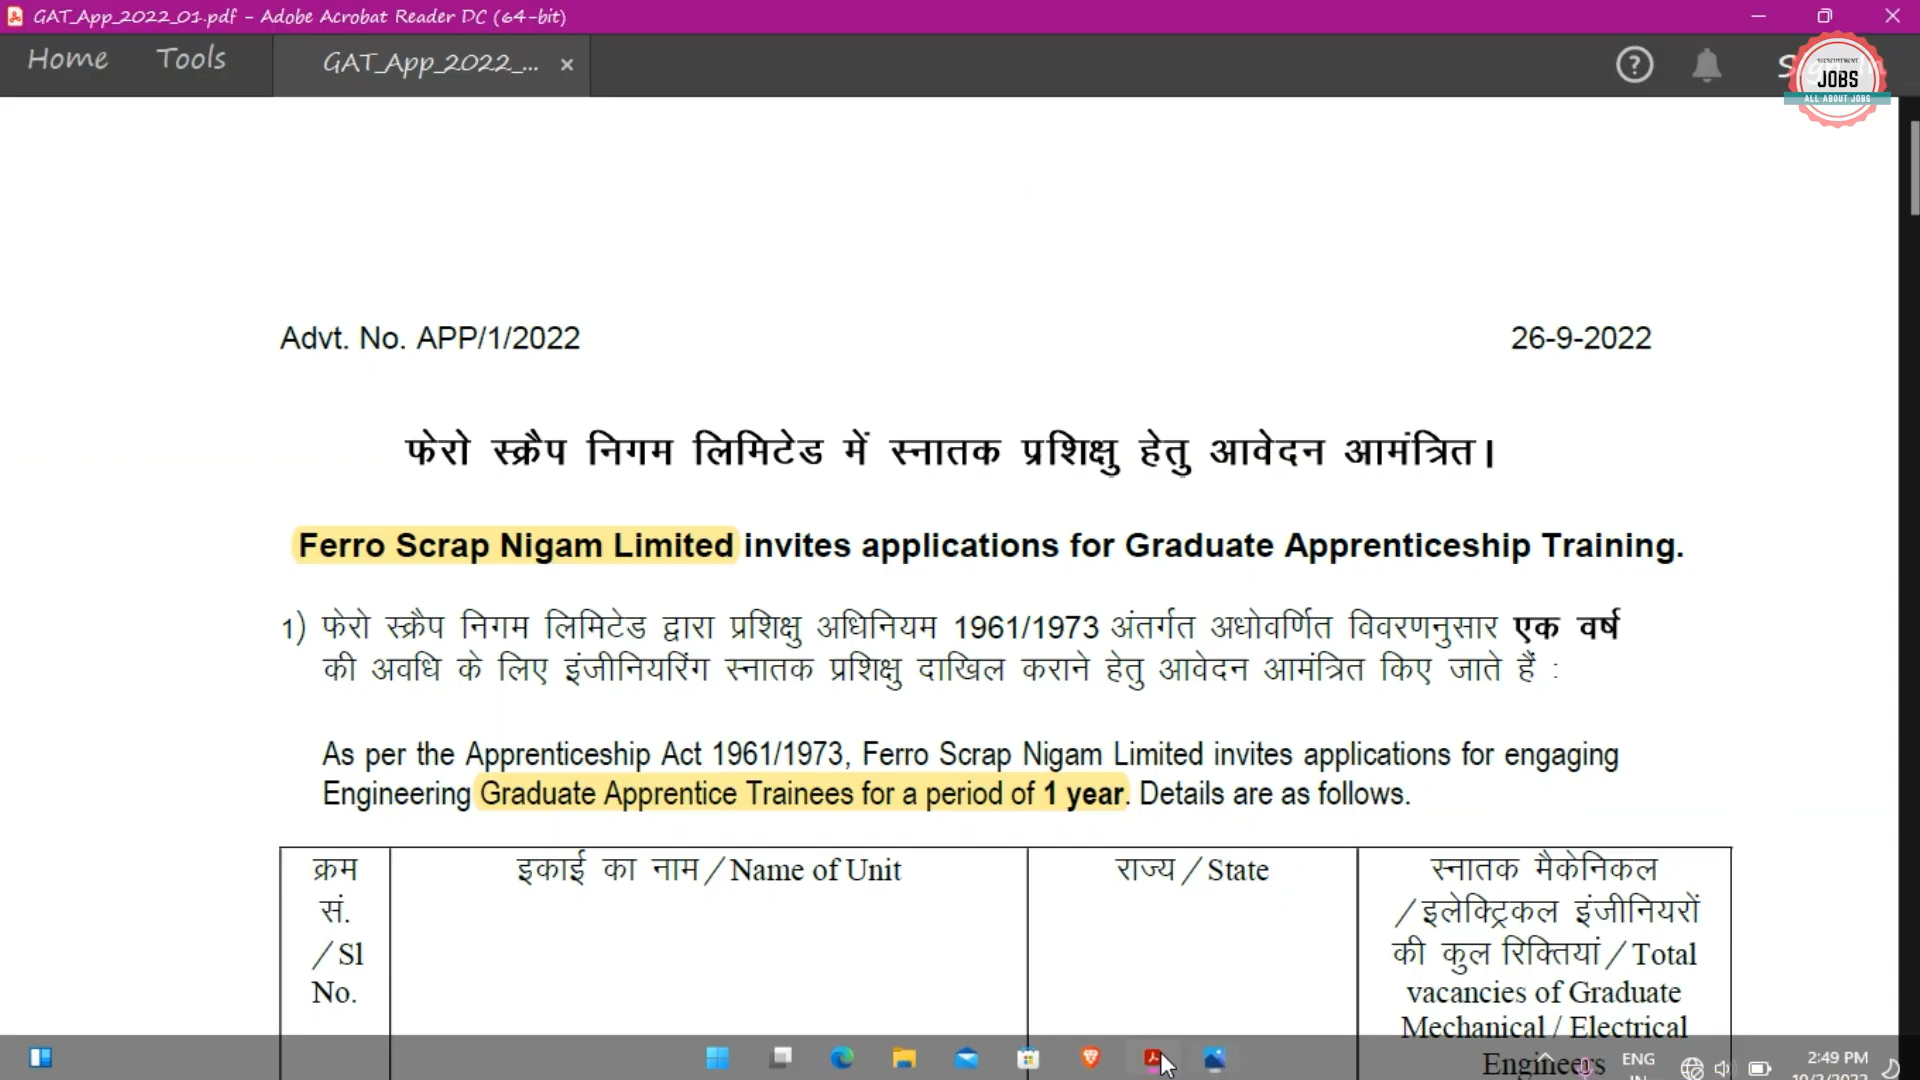 GAT_App_2022_01.pdf - Adobe Acrobat Reader DC (64-bit)
Home Tools GAT_App_2022_... ×
RECRUITMENT
JOBS
ALL ABOUT JOBS
Advt. No. APP/1/2022 26-9-2022
फेरो स्क्रैप निगम लिमिटेड में स्नातक प्रशिक्षु हेतु आवेदन आमंत्रित।
Ferro Scrap Nigam Limited invites applications for Graduate Apprenticeship Training.
1) फेरो स्क्रैप निगम लिमिटेड द्वारा प्रशिक्षु अधिनियम 1961/1973 अंतर्गत अधोवर्णित विवरणनुसार एक वर्ष
की अवधि के लिए इंजीनियरिंग स्नातक प्रशिक्षु दाखिल कराने हेतु आवेदन आमंत्रित किए जाते हैं :
As per the Apprenticeship Act 1961/1973, Ferro Scrap Nigam Limited invites applications for engaging
Engineering Graduate Apprentice Trainees for a period of 1 year. Details are as follows.
क्रम
सं.
/ Sl
No.
इकाई का नाम / Name of Unit
राज्य / State
स्नातक मैकेनिकल
/ इलेक्ट्रिकल इंजीनियरों
की कुल रिक्तियां / Total
vacancies of Graduate
Mechanical / Electrical
Engineers
ENG
IN
2:49 PM